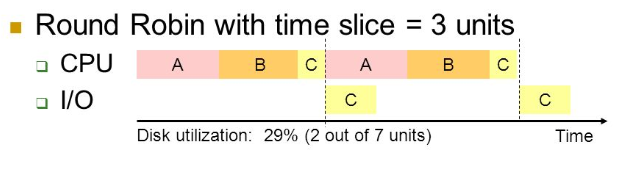 Round Robin with time slice = 3 units
CPU A B C A B C
I/O C C
Disk utilization: 29% (2 out of 7 units) Time